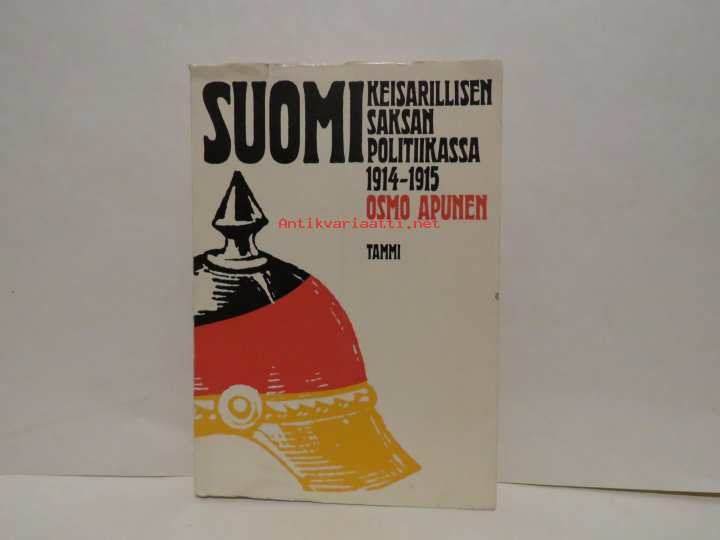 SUOMI
KEISARILLISEN
SAKSAN
POLITIIKASSA
1914-1915
OSMO APUNEN
Antikvariaatti.net
TAMMI